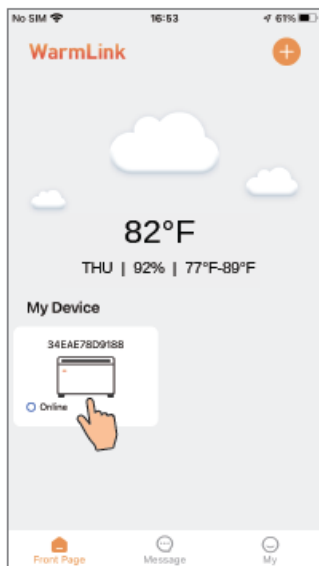 No SIM 16:53 61%
WarmLink
82°F
THU | 92% | 77°F-89°F
My Device
34EAE78D9188
Online
Front Page Message My